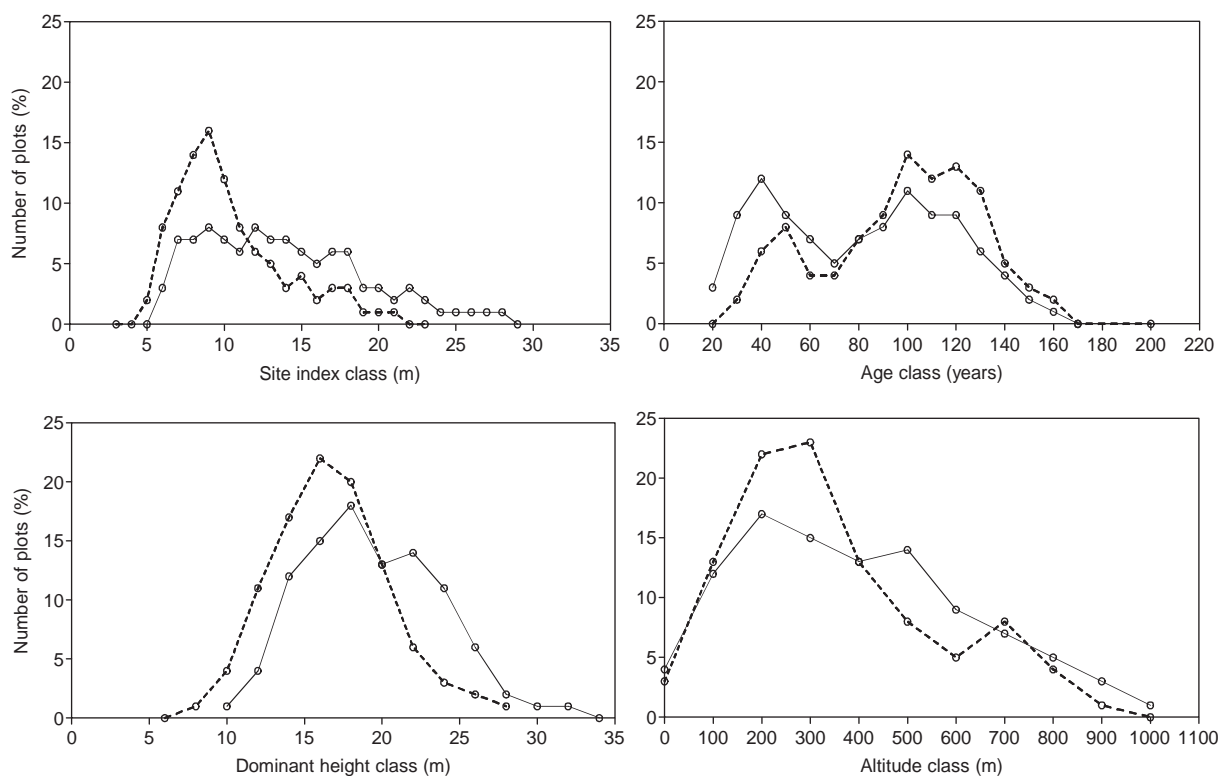 25
20
15
10
5
0
Number of plots (%)
0 5 10 15 20 25 30 35
Site index class (m)
25
20
15
10
5
0
20 40 60 80 100 120 140 160 180 200 220
Age class (years)
25
20
15
10
5
0
Number of plots (%)
0 5 10 15 20 25 30 35
Dominant height class (m)
25
20
15
10
5
0
0 100 200 300 400 500 600 700 800 900 1000 1100
Altitude class (m)